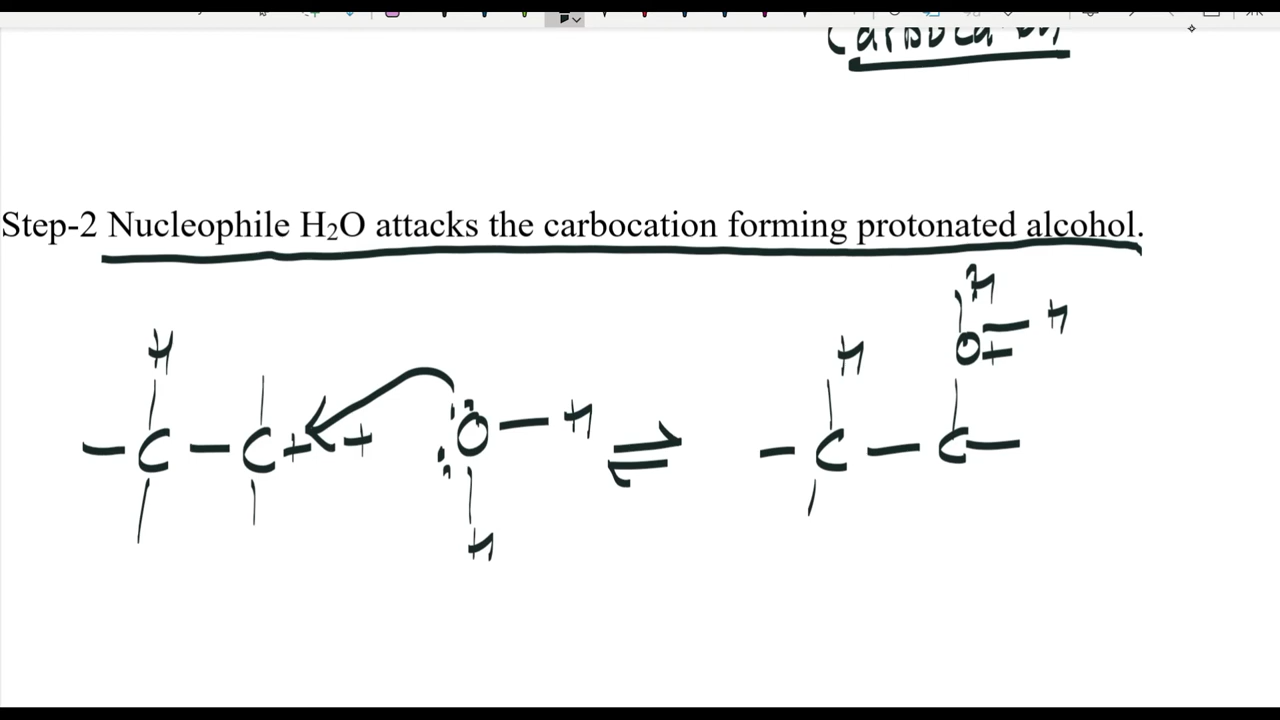 Step-2 Nucleophile H₂O attacks the carbocation forming protonated alcohol.
H
H
H H
– C – C + + :O – H ⇌ – C – C –
O +
H